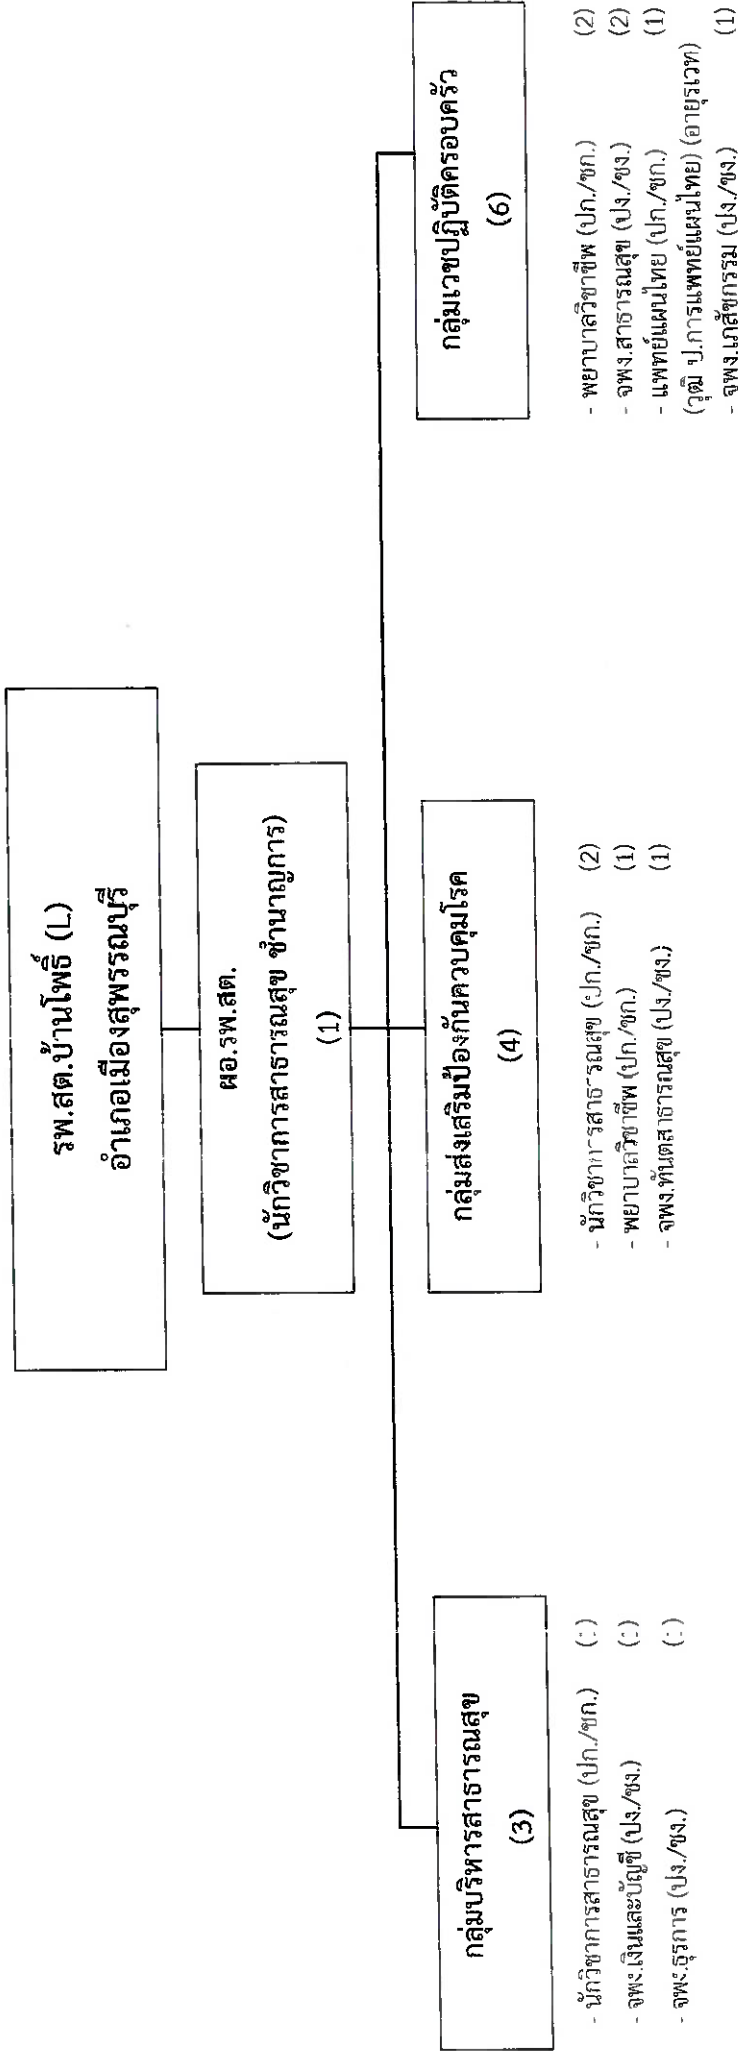 รพ.สต.บ้านโพธิ์ (L)
อำเภอเมืองสุพรรณบุรี
ผอ.รพ.สต.
(นักวิชาการสาธารณสุข ชำนาญการ)
(1)
กลุ่มบริหารสาธารณสุข
(3)
- นักวิชาการสาธารณสุข (ปก./ชก.)
- จพง.เงินและบัญชี (ปง./ชง.)
- จพง.ธุรการ (ปง./ชง.)
กลุ่มส่งเสริมป้องกันควบคุมโรค
(4)
- นักวิชาการสาธารณสุข (ปก./ชก.) (2)
- พยาบาลวิชาชีพ (ปก./ชก.) (1)
- จพง.ทันตสาธารณสุข (ปง./ชง.) (1)
กลุ่มเวชปฏิบัติครอบครัว
(6)
- พยาบาลวิชาชีพ (ปก./ชก.) (2)
- จพง.สาธารณสุข (ปง./ชง.) (2)
- แพทย์แผนไทย (ปก./ชก.) (1)
(วุฒิ ป.การแพทย์แผนไทย) (อายุรเวท)
- จพง.เภสัชกรรม (ปง./ชง.) (1)